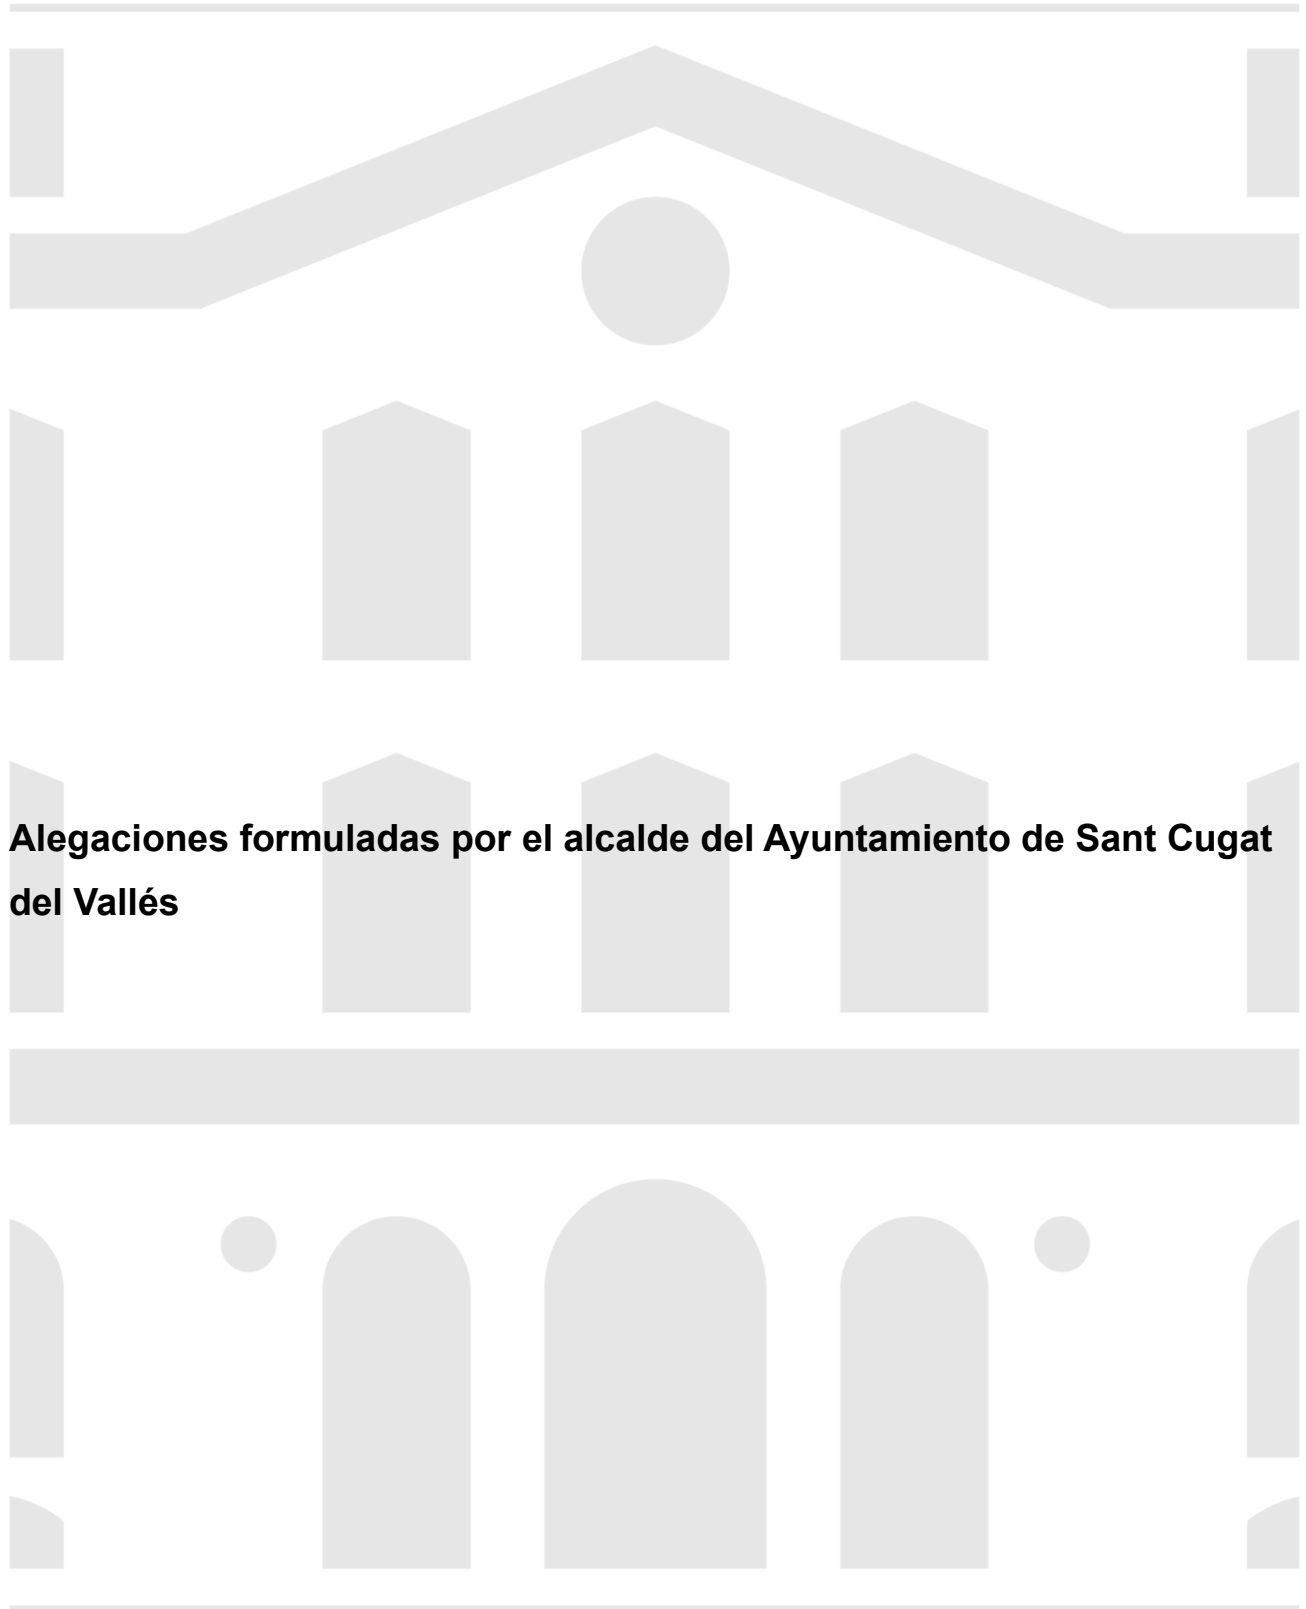 Alegaciones formuladas por el alcalde del Ayuntamiento de Sant Cugat
del Vallés